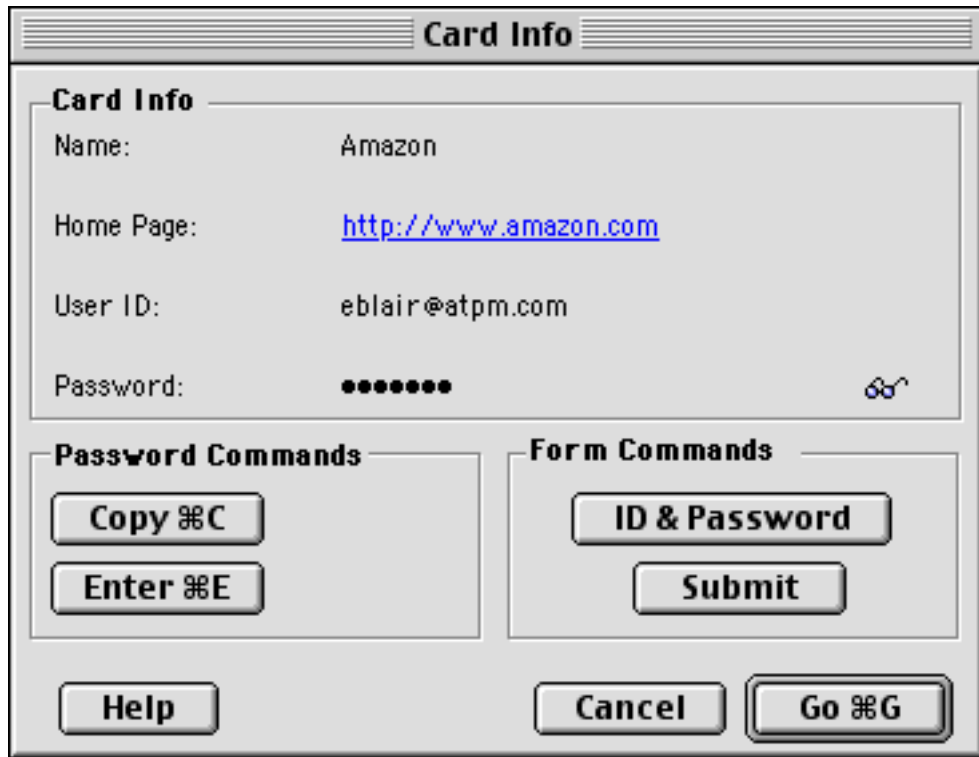 Card Info
Card Info
Name: Amazon
Home Page: http://www.amazon.com
User ID: eblair@atpm.com
Password: •••••••
Password Commands
Copy ⌘C
Enter ⌘E
Form Commands
ID & Password
Submit
Help Cancel Go ⌘G